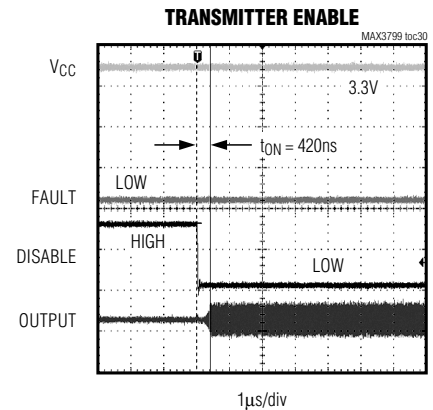 TRANSMITTER ENABLE
MAX3799 toc30
VCC
3.3V
tON = 420ns
LOW
FAULT
HIGH
DISABLE
LOW
OUTPUT
1µs/div